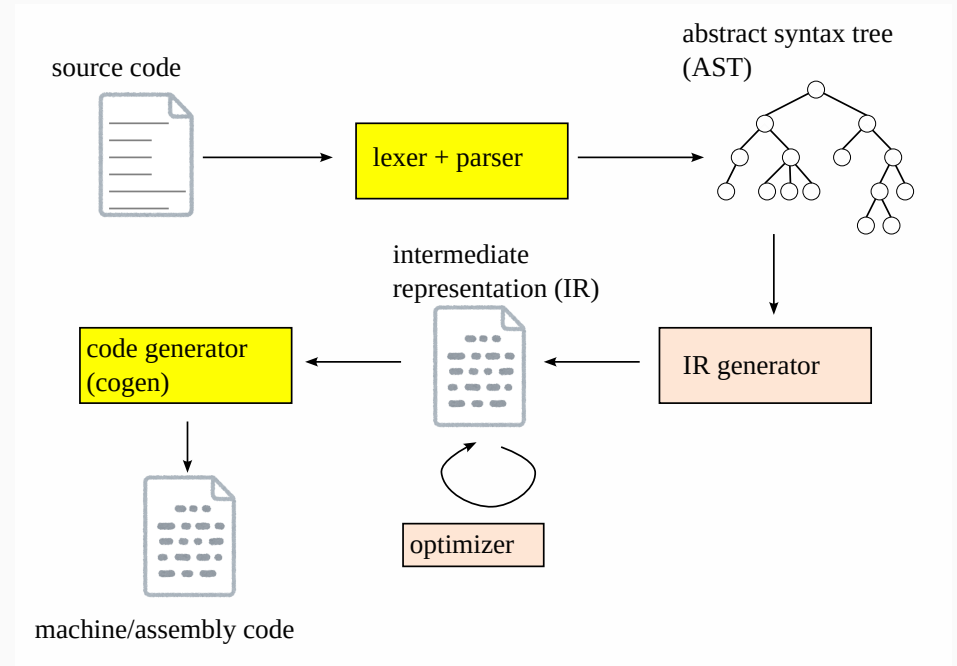 source code
lexer + parser
abstract syntax tree
(AST)
IR generator
intermediate
representation (IR)
optimizer
code generator
(cogen)
machine/assembly code